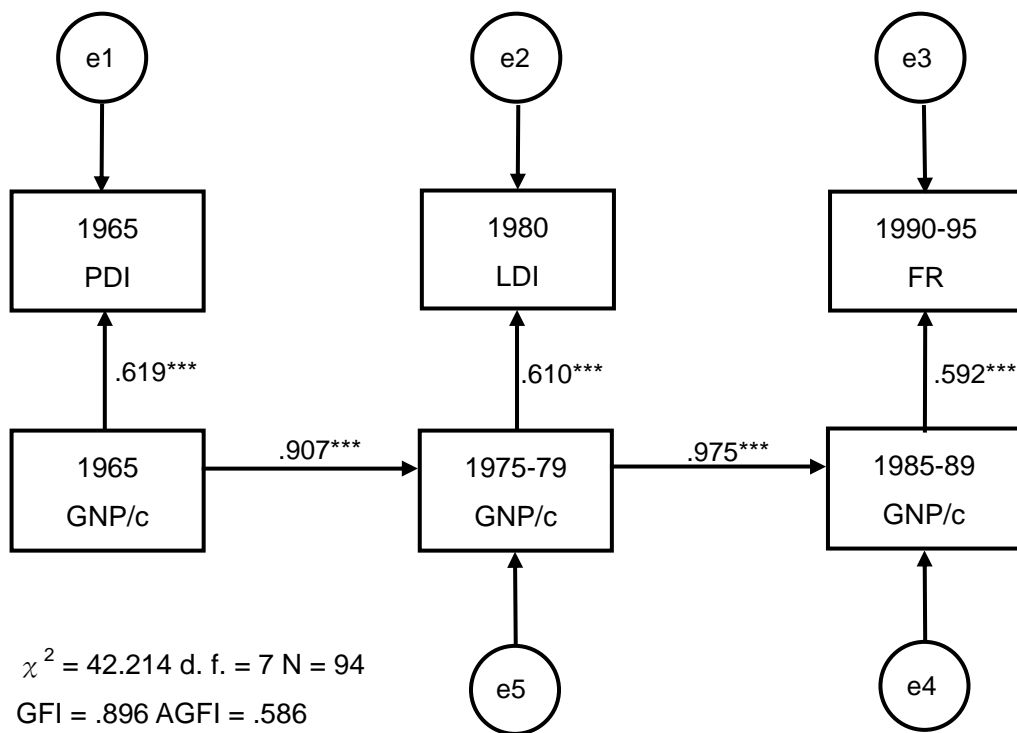 e1
e2
e3
1965
PDI
1980
LDI
1990-95
FR
.619***
.610***
.592***
1965
GNP/c
.907***
1975-79
GNP/c
.975***
1985-89
GNP/c
χ² = 42.214 d. f. = 7 N = 94
GFI = .896 AGFI = .586
e5
e4